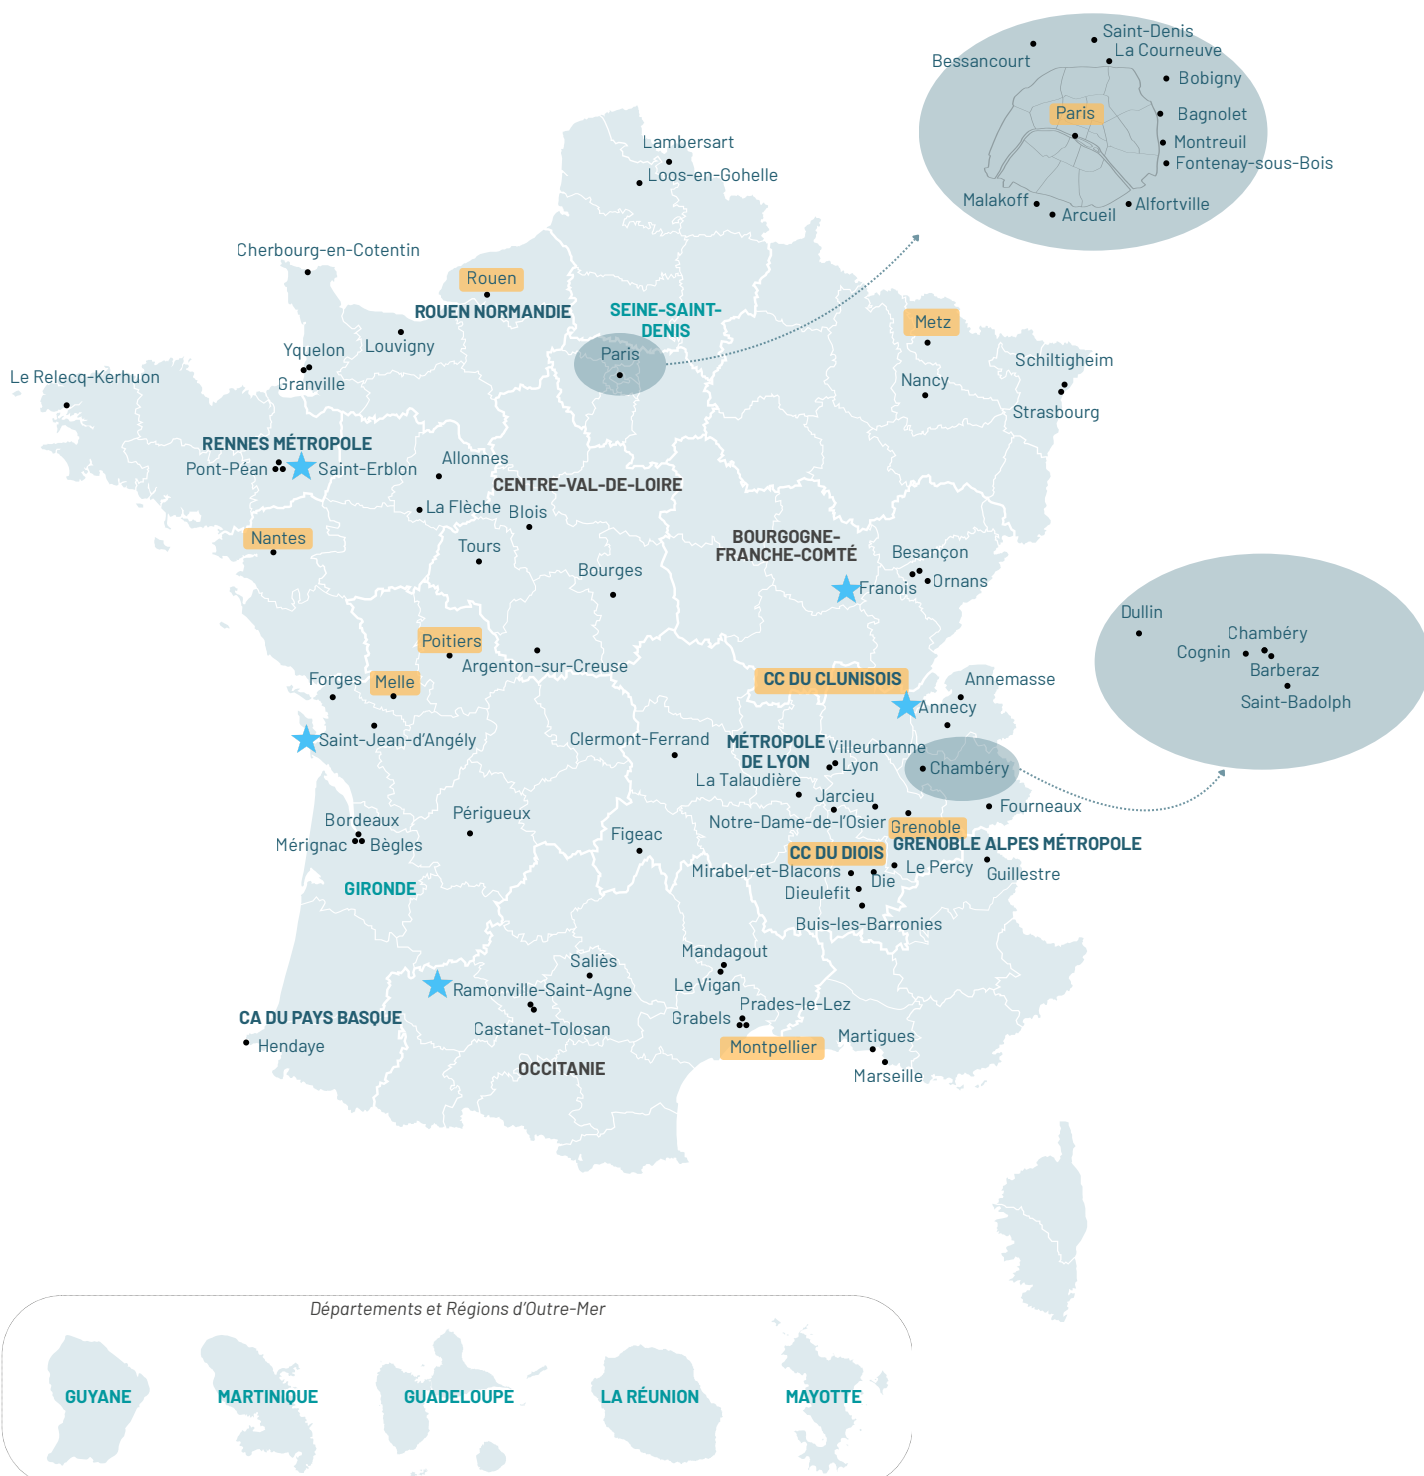 Saint-Denis
La Courneuve
Bessancourt
Bobigny
Paris
Bagnolet
Montreuil
Fontenay-sous-Bois
Malakoff
Alfortville
Arcueil
Lambersart
Loos-en-Gohelle
Cherbourg-en-Cotentin
Rouen
ROUEN NORMANDIE
SEINE-SAINT-
DENIS
Metz
Louvigny
Yquelon
Granville
Paris
Schiltigheim
Nancy
Strasbourg
Le Relecq-Kerhuon
RENNES MÉTROPOLE
Pont-Péan
Saint-Erblon
Allonnes
CENTRE-VAL-DE-LOIRE
La Flèche
Blois
Nantes
Tours
BOURGOGNE-
FRANCHE-COMTÉ
Besançon
Bourges
Franois
Ornans
Dullin
Chambéry
Cognin
Barberaz
Saint-Badolph
Poitiers
Argenton-sur-Creuse
Forges
Melle
CC DU CLUNISOIS
Annemasse
Annecy
Saint-Jean-d'Angély
Clermont-Ferrand
MÉTROPOLE
DE LYON
Villeurbanne
Lyon
Chambéry
La Talaudière
Jarcieu
Fourneaux
Périgueux
Bordeaux
Mérignac
Bègles
Figeac
Notre-Dame-de-l'Osier
Grenoble
GRENOBLE ALPES MÉTROPOLE
CC DU DIOIS
Mirabel-et-Blacons
Die
Le Percy
Guillestre
Dieulefit
GIRONDE
Buis-les-Barronies
Mandagout
Saliès
Le Vigan
Ramonville-Saint-Agne
Prades-le-Lez
CA DU PAYS BASQUE
Grabels
Castanet-Tolosan
Hendaye
Montpellier
Martigues
OCCITANIE
Marseille
Départements et Régions d'Outre-Mer
GUYANE
MARTINIQUE
GUADELOUPE
LA RÉUNION
MAYOTTE